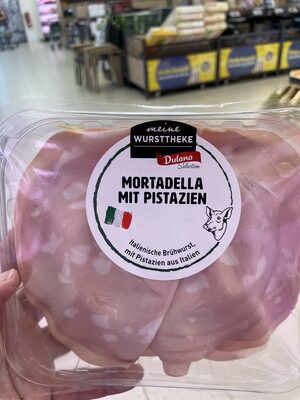 meine
WURSTTHEKE
Dulano
Selection
MORTADELLA
MIT PISTAZIEN
Italienische Brühwurst,
mit Pistazien aus Italien